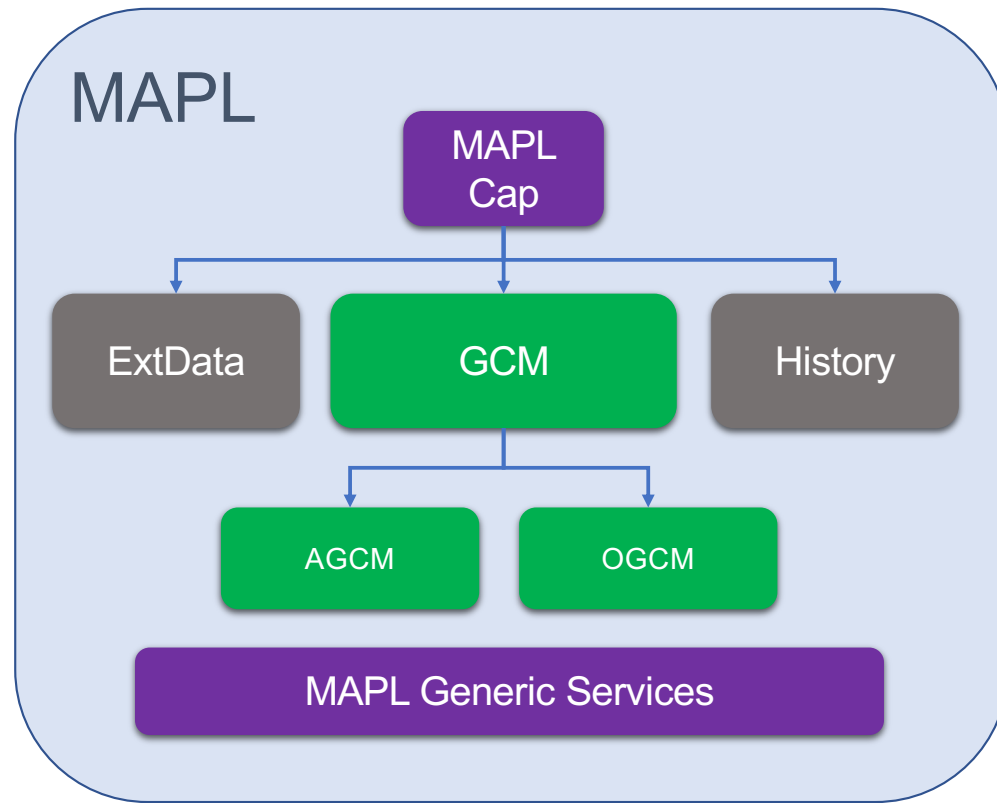 MAPL
MAPL
Cap
ExtData
GCM
History
AGCM
OGCM
MAPL Generic Services